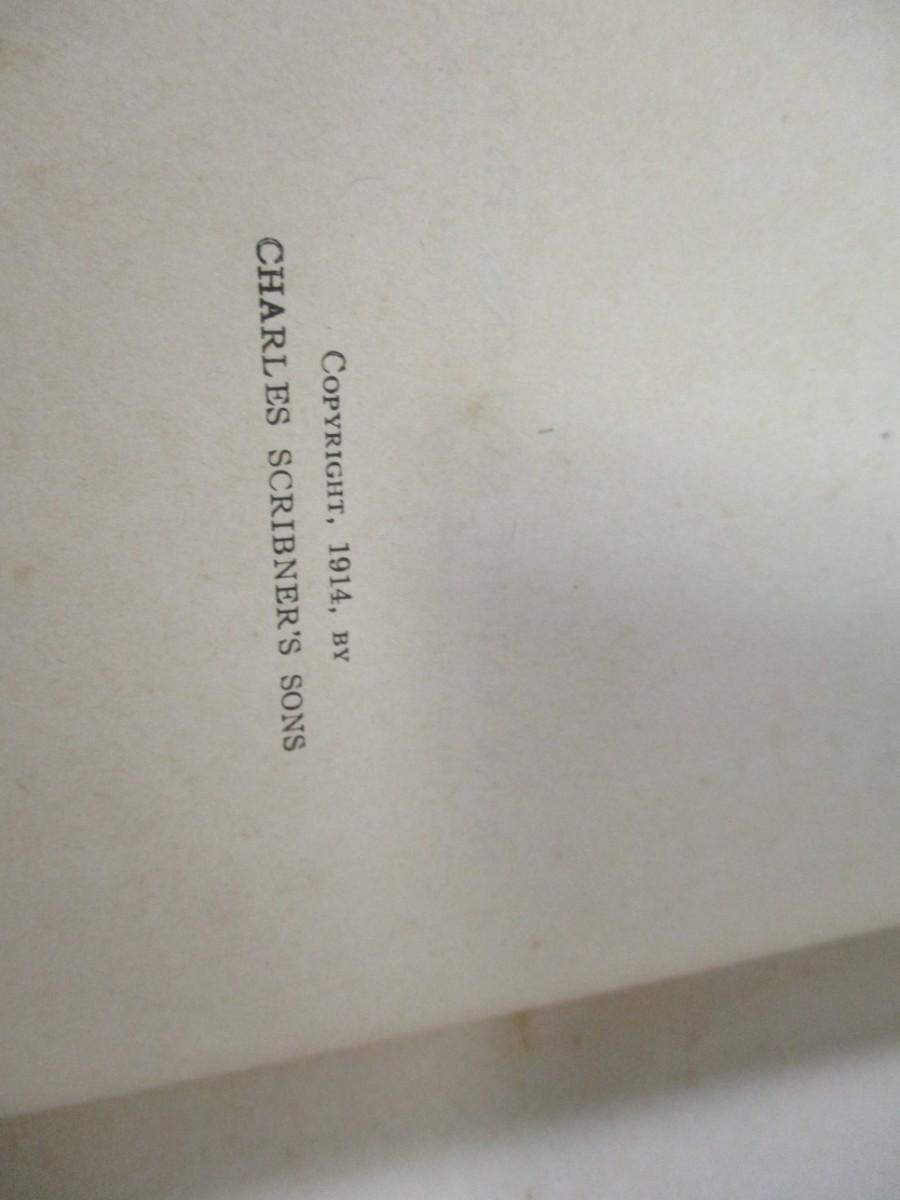 Copyright, 1914, by
CHARLES SCRIBNER'S SONS